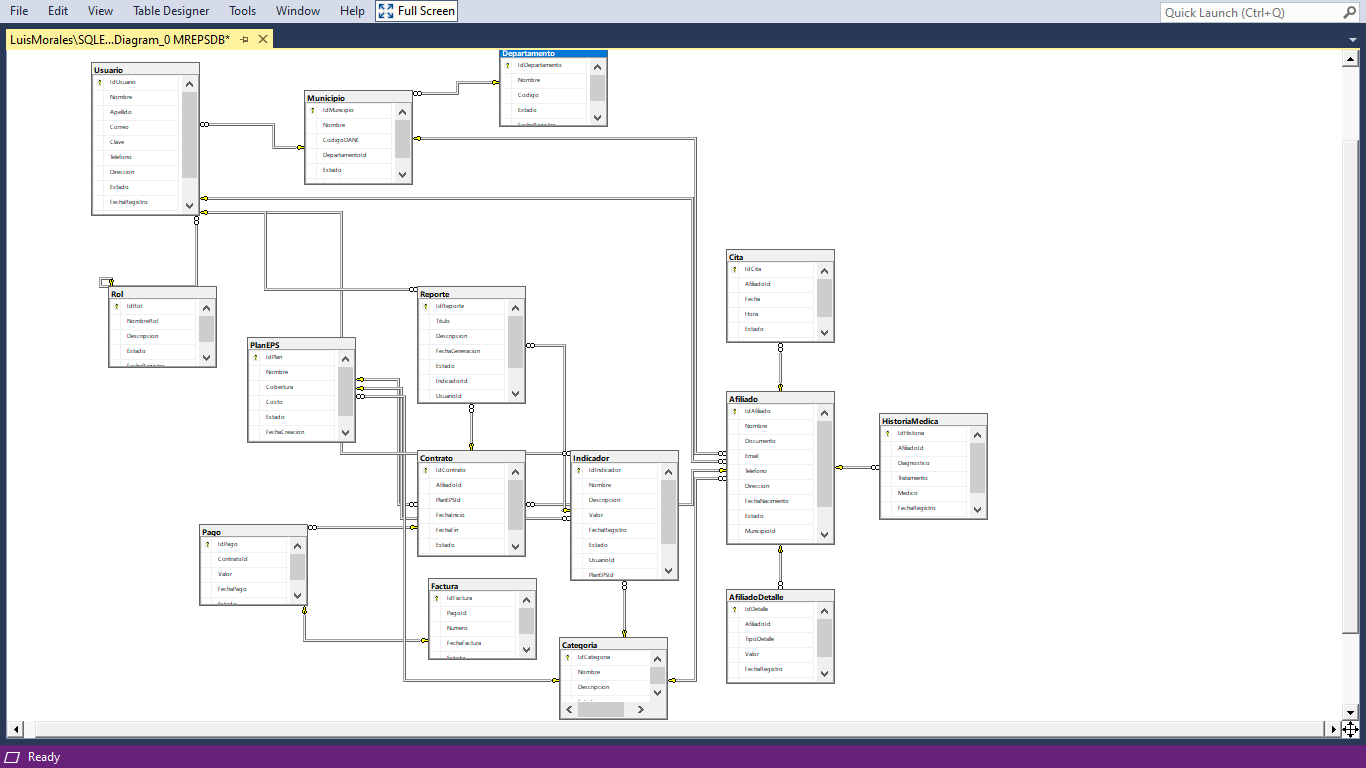 File Edit View Table Designer Tools Window Help Full Screen
Quick Launch (Ctrl+Q)
LuisMorales\SQLE...Diagram_0 MREPSDB*
Departamento
IdDepartamento
Nombre
Codigo
Estado
FechaRegistro
Usuario
IdUsuario
Nombre
Apellido
Correo
Clave
Telefono
Direccion
Estado
FechaRegistro
Municipio
IdMunicipio
Nombre
CodigoDANE
DepartamentoId
Estado
Rol
IdRol
NombreRol
Descripcion
Estado
FechaRegistro
Reporte
IdReporte
Titulo
Descripcion
FechaGeneracion
Estado
IndicadorId
UsuarioId
PlanEPS
IdPlan
Nombre
Cobertura
Costo
Estado
FechaCreacion
Cita
IdCita
AfiliadoId
Fecha
Hora
Estado
Afiliado
IdAfiliado
Nombre
Documento
Email
Telefono
Direccion
FechaNacimiento
Estado
MunicipioId
HistoriaMedica
IdHistoria
AfiliadoId
Diagnostico
Tratamiento
Medico
FechaRegistro
Contrato
IdContrato
AfiliadoId
PlanEPSId
FechaInicio
FechaFin
Estado
Indicador
IdIndicador
Nombre
Descripcion
Valor
FechaRegistro
Estado
UsuarioId
PlanEPSId
Pago
IdPago
ContratoId
Valor
FechaPago
Estado
Factura
IdFactura
PagoId
Numero
FechaFactura
Estado
Categoria
IdCategoria
Nombre
Descripcion
AfiliadoDetalle
IdDetalle
AfiliadoId
TipoDetalle
Valor
FechaRegistro
Ready